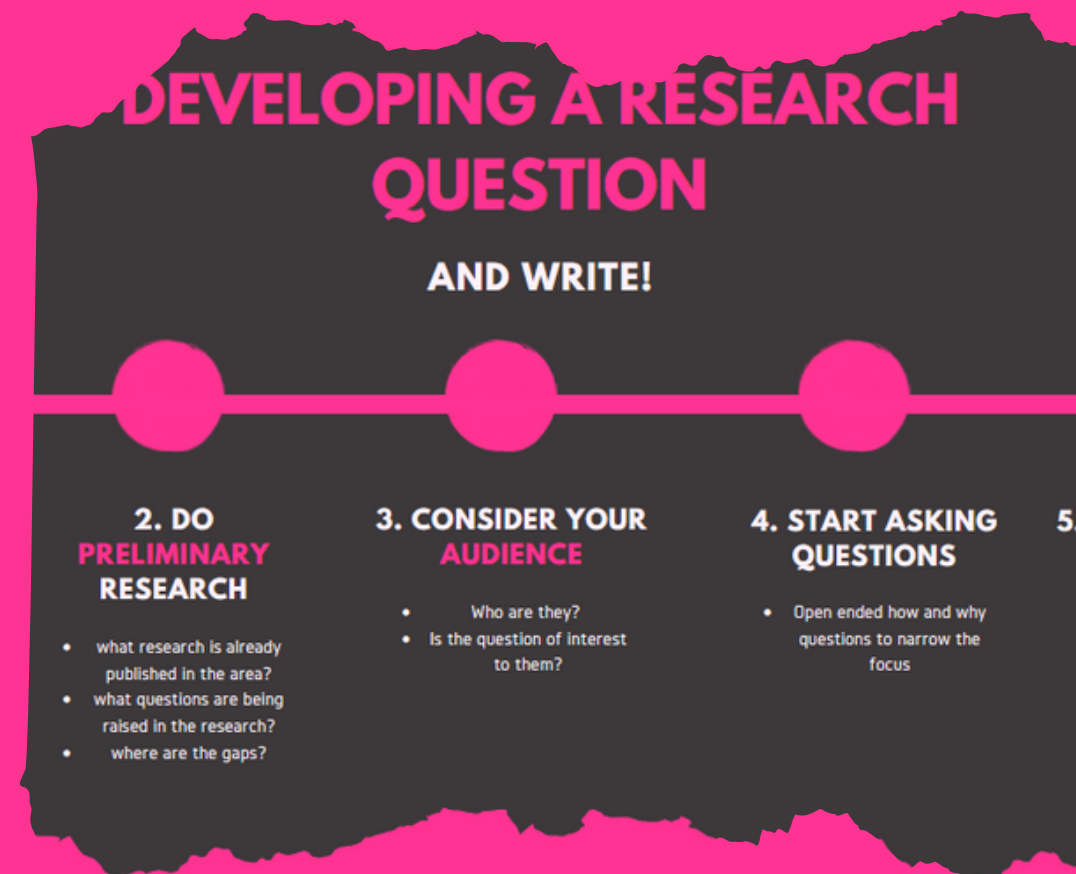 DEVELOPING A RESEARCH
QUESTION
AND WRITE!
2. DO
PRELIMINARY
RESEARCH
• what research is already
published in the area?
• what questions are being
raised in the research?
• where are the gaps?
3. CONSIDER YOUR
AUDIENCE
• Who are they?
• Is the question of interest
to them?
4. START ASKING
QUESTIONS
• Open ended how and why
questions to narrow the
focus
5.